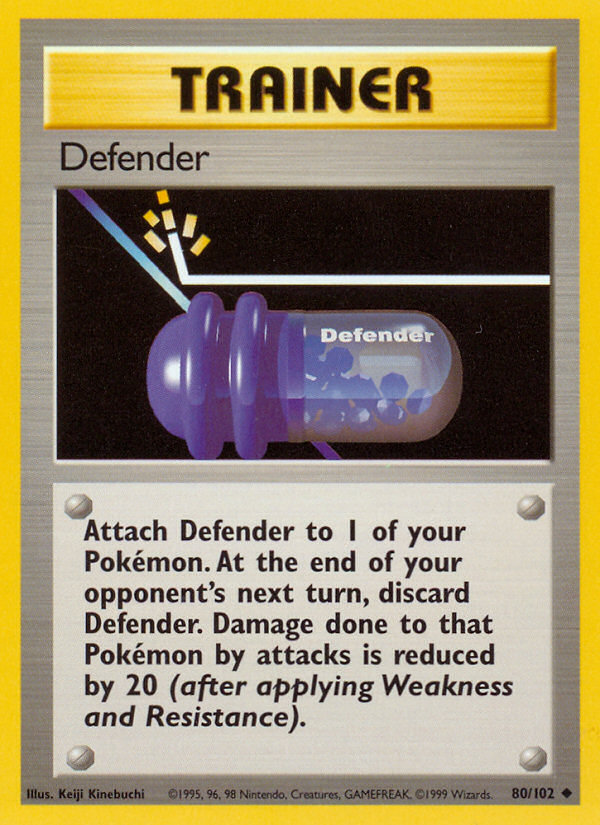 TRAINER
Defender
Defender
Attach Defender to 1 of your
Pokémon. At the end of your
opponent's next turn, discard
Defender. Damage done to that
Pokémon by attacks is reduced
by 20 (after applying Weakness
and Resistance).
Illus. Keiji Kinebuchi ©1995, 96, 98 Nintendo, Creatures, GAMEFREAK. ©1999 Wizards. 80/102 ◆